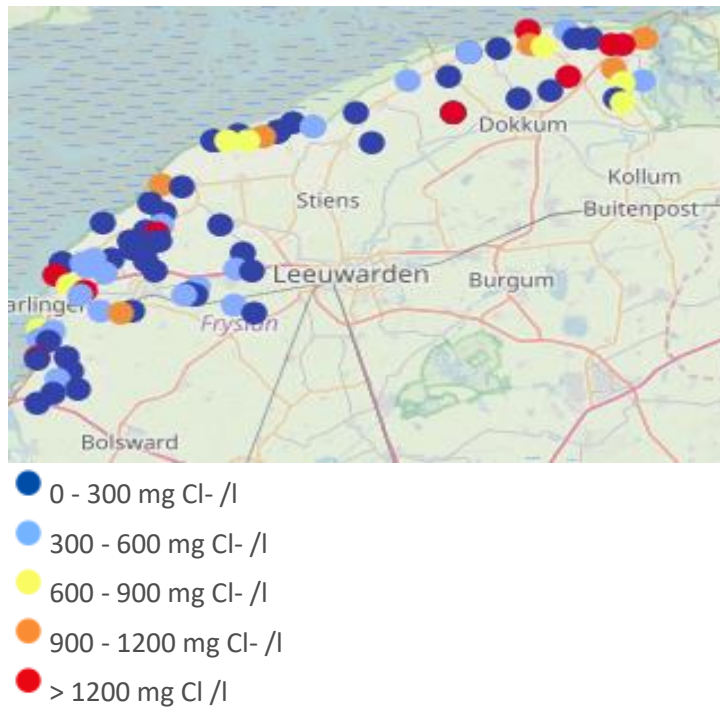 Dokkum
Kollum
Stiens
Buitenpost
Leeuwarden
Burgum
arlingen
Fryslân
Bolsward
0 - 300 mg Cl- /l
300 - 600 mg Cl- /l
600 - 900 mg Cl- /l
900 - 1200 mg Cl- /l
> 1200 mg Cl /l